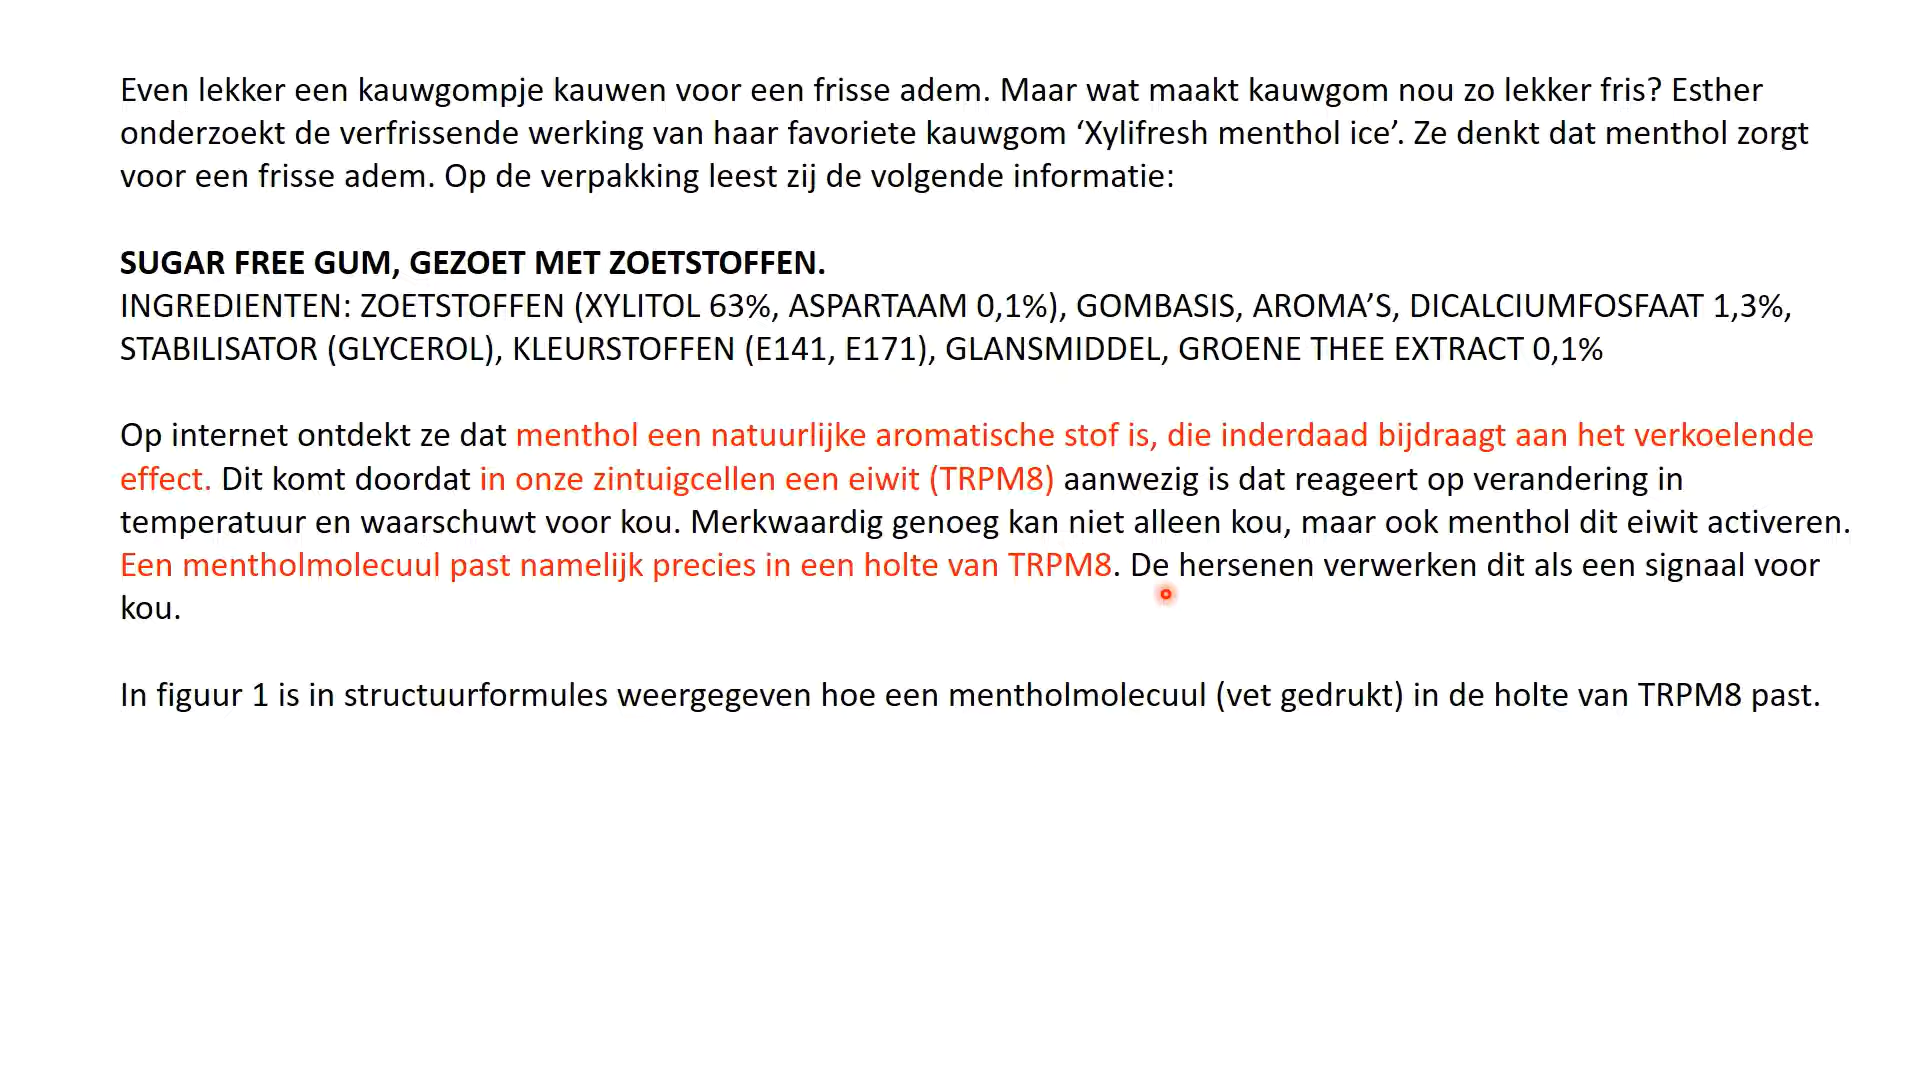 Even lekker een kauwgompje kauwen voor een frisse adem. Maar wat maakt kauwgom nou zo lekker fris? Esther
onderzoekt de verfrissende werking van haar favoriete kauwgom ‘Xylifresh menthol ice’. Ze denkt dat menthol zorgt
voor een frisse adem. Op de verpakking leest zij de volgende informatie:
SUGAR FREE GUM, GEZOET MET ZOETSTOFFEN.
INGREDIENTEN: ZOETSTOFFEN (XYLITOL 63%, ASPARTAAM 0,1%), GOMBASIS, AROMA’S, DICALCIUMFOSFAAT 1,3%,
STABILISATOR (GLYCEROL), KLEURSTOFFEN (E141, E171), GLANSMIDDEL, GROENE THEE EXTRACT 0,1%
Op internet ontdekt ze dat menthol een natuurlijke aromatische stof is, die inderdaad bijdraagt aan het verkoelende
effect. Dit komt doordat in onze zintuigcellen een eiwit (TRPM8) aanwezig is dat reageert op verandering in
temperatuur en waarschuwt voor kou. Merkwaardig genoeg kan niet alleen kou, maar ook menthol dit eiwit activeren.
Een mentholmolecuul past namelijk precies in een holte van TRPM8. De hersenen verwerken dit als een signaal voor
kou.
In figuur 1 is in structuurformules weergegeven hoe een mentholmolecuul (vet gedrukt) in de holte van TRPM8 past.